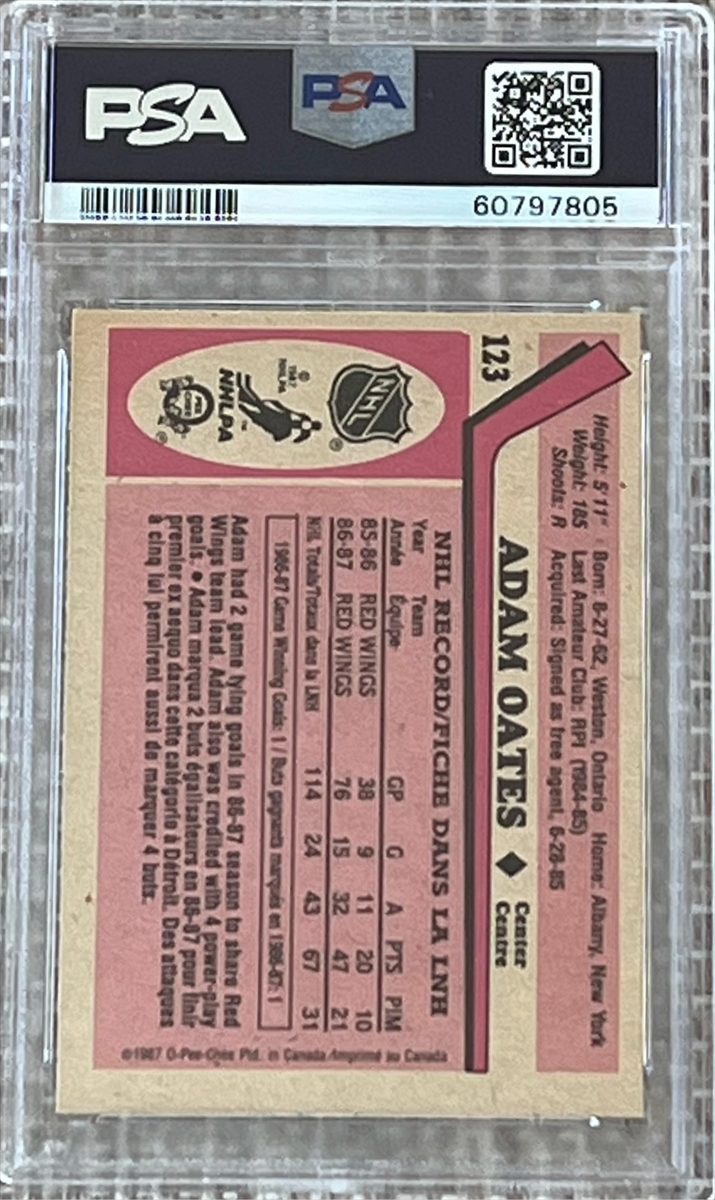 PSA
PSA
60797805
123
Height: 5'11" Born: 8-27-62, Weston, Ontario Home: Albany, New York
Weight: 185 Last Amateur Club: RPI (1984-85)
Shoots: R Acquired: Signed as free agent, 6-28-85
ADAM OATES ♦ Center
Centre
NHL
®
© 1987 NHLPA
NHLPA
™
NHL RECORD/FICHE DANS LA LNH
Year Team
Année Équipe GP G A PTS PIM
85-86 RED WINGS 38 9 11 20 10
86-87 RED WINGS 76 15 32 47 21
NHL Totals/Totaux dans la LNH 114 24 43 67 31
1986-87 Game Winning Goals: 1 / Buts gagnants marqués en 1986-87: 1
Adam had 2 game tying goals in 86-87 season to share Red
Wings team lead. Adam also was credited with 4 power-play
goals. ● Adam marqua 2 buts égalisateurs en 86-87 pour finir
premier ex aequo dans cette catégorie à Détroit. Des attaques
à cinq lui permirent aussi de marquer 4 buts.
©1987 O-Pee-Chee Ptd. in Canada/Imprimé au Canada